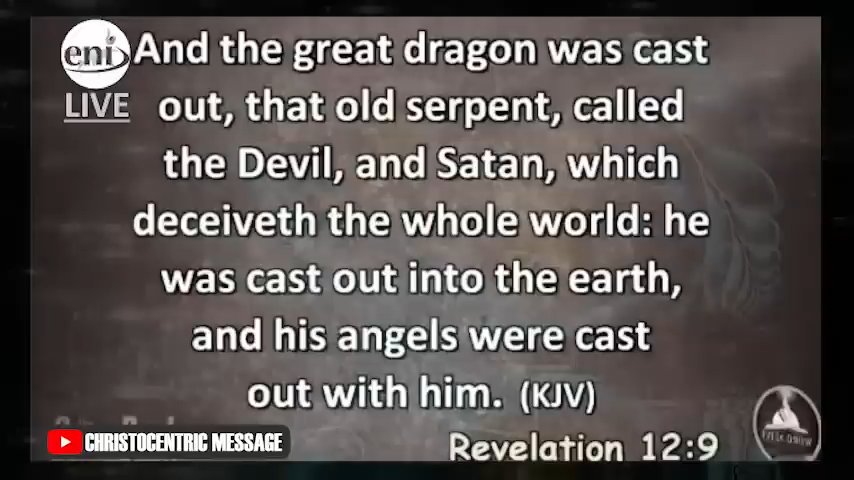 eni
LIVE
And the great dragon was cast
out, that old serpent, called
the Devil, and Satan, which
deceiveth the whole world: he
was cast out into the earth,
and his angels were cast
out with him. (KJV)
Revelation 12:9
CHRISTOCENTRIC MESSAGE